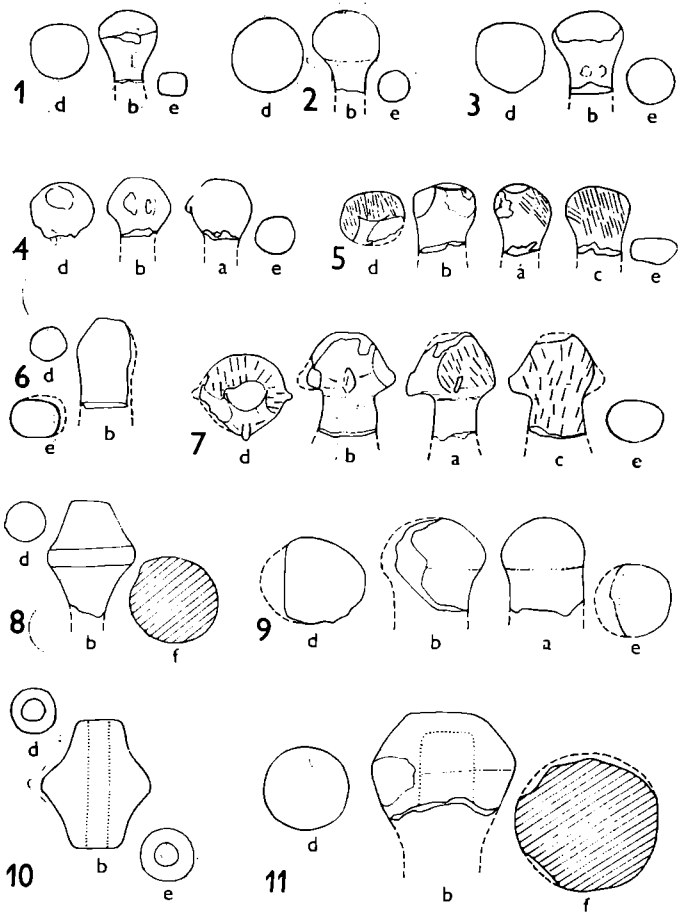 1 d b e 2 d b e 3 d b e
4 d b a e 5 d b a c e
6 d e b 7 d b a c e
8 d b f 9 d b a e
10 d b e 11 d b f